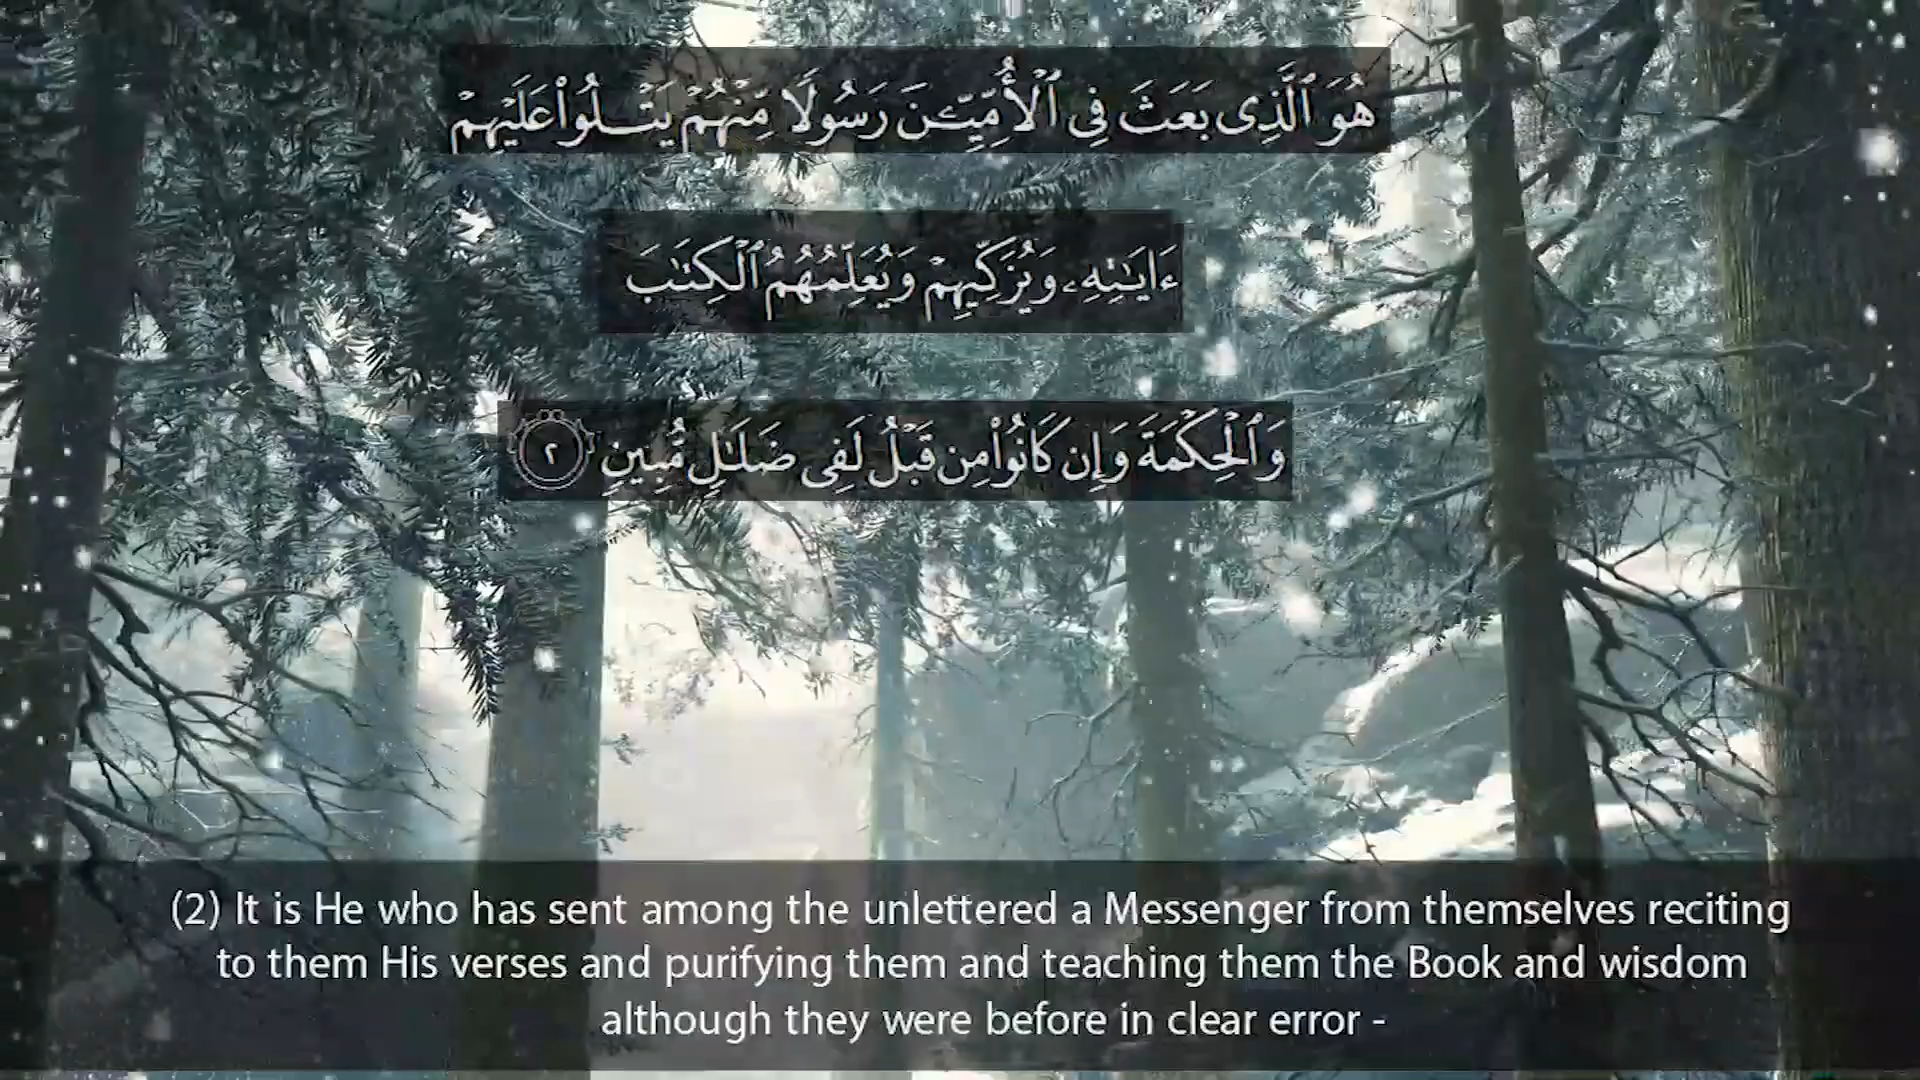 هُوَ ٱلَّذِى بَعَثَ فِى ٱلْأُمِّيِّـۧنَ رَسُولًا مِّنْهُمْ يَتْلُوا۟ عَلَيْهِمْ
ءَايَـٰتِهِۦ وَيُزَكِّيهِمْ وَيُعَلِّمُهُمُ ٱلْكِتَـٰبَ
وَٱلْحِكْمَةَ وَإِن كَانُوا۟ مِن قَبْلُ لَفِى ضَلَـٰلٍ مُّبِينٍ ٢
(2) It is He who has sent among the unlettered a Messenger from themselves reciting
to them His verses and purifying them and teaching them the Book and wisdom
although they were before in clear error -